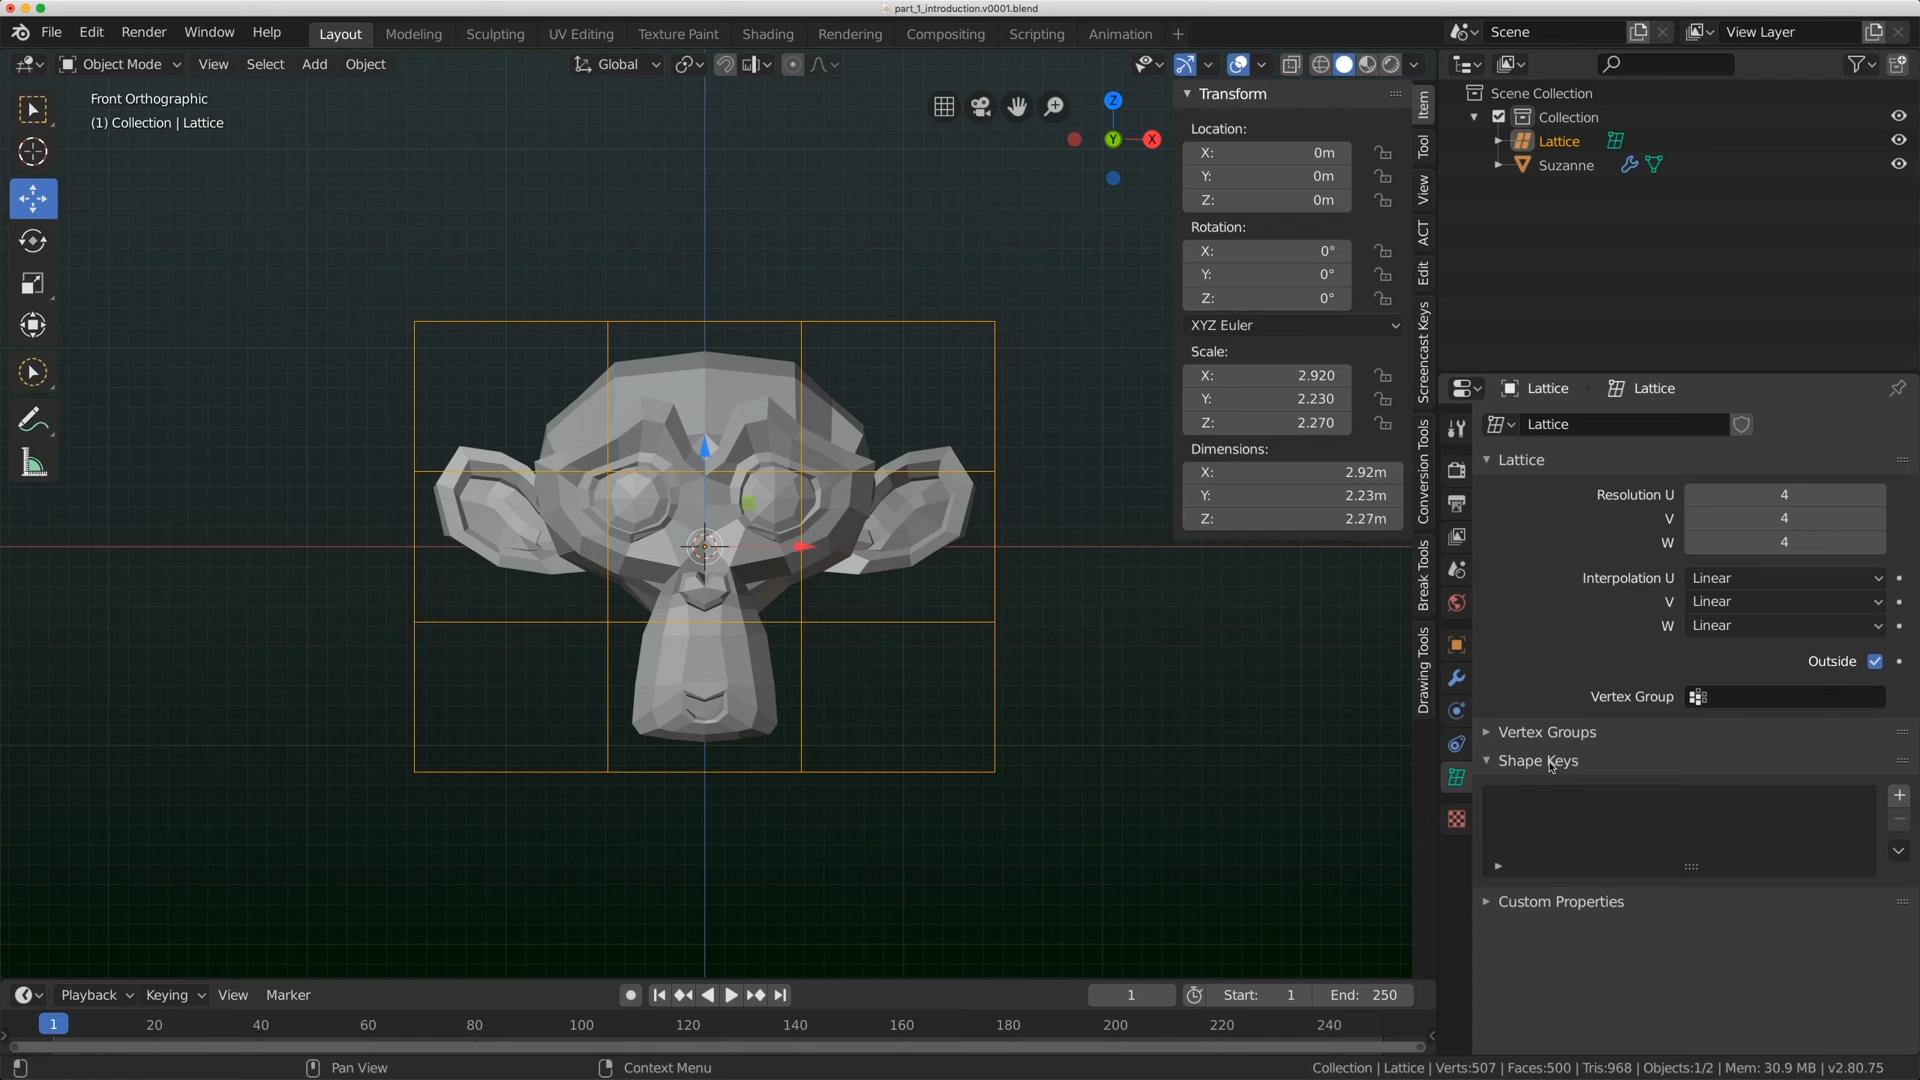 part_1_introduction.v0001.blend
File Edit Render Window Help Layout Modeling Sculpting UV Editing Texture Paint Shading Rendering Compositing Scripting Animation + Scene View Layer
Object Mode View Select Add Object Global
Front Orthographic
(1) Collection | Lattice
Z
Y
X
Transform
Location:
X: 0m
Y: 0m
Z: 0m
Rotation:
X: 0°
Y: 0°
Z: 0°
XYZ Euler
Scale:
X: 2.920
Y: 2.230
Z: 2.270
Dimensions:
X: 2.92m
Y: 2.23m
Z: 2.27m
Item
Tool
View
ACT
Edit
Screencast Keys
Conversion Tools
Break Tools
Drawing Tools
Scene Collection
Collection
Lattice
Suzanne
Lattice Lattice
Lattice
Lattice
Resolution U 4
V 4
W 4
Interpolation U Linear
V Linear
W Linear
Outside
Vertex Group
Vertex Groups
Shape Keys
Custom Properties
Playback Keying View Marker 1 Start: 1 End: 250
1 20 40 60 80 100 120 140 160 180 200 220 240
Pan View Context Menu Collection | Lattice | Verts:507 | Faces:500 | Tris:968 | Objects:1/2 | Mem: 30.9 MB | v2.80.75